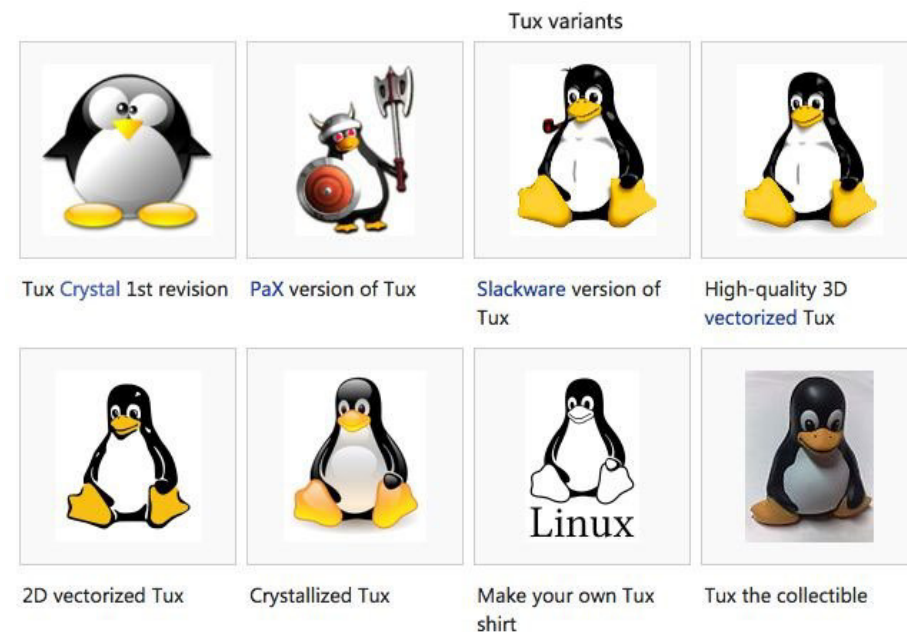 Tux variants
Tux Crystal 1st revision
PaX version of Tux
Slackware version of
Tux
High-quality 3D
vectorized Tux
Linux
2D vectorized Tux
Crystallized Tux
Make your own Tux
shirt
Tux the collectible